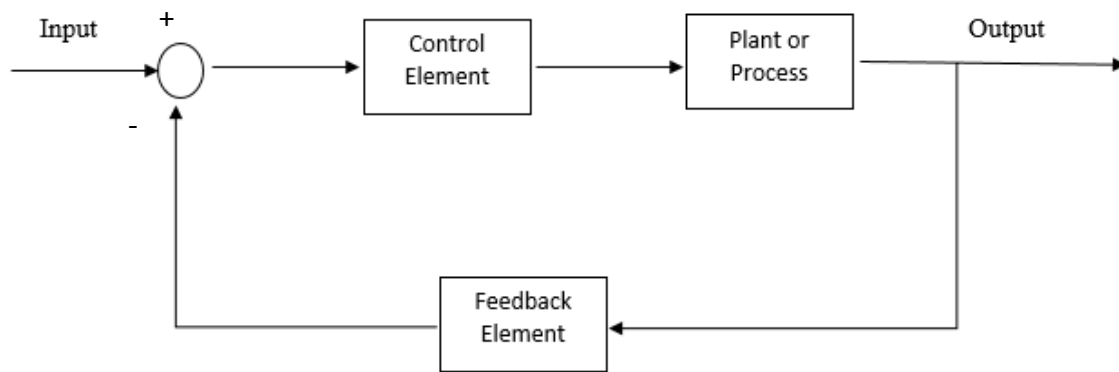 +
Input
Output
Control
Element
Plant or
Process
-
Feedback
Element